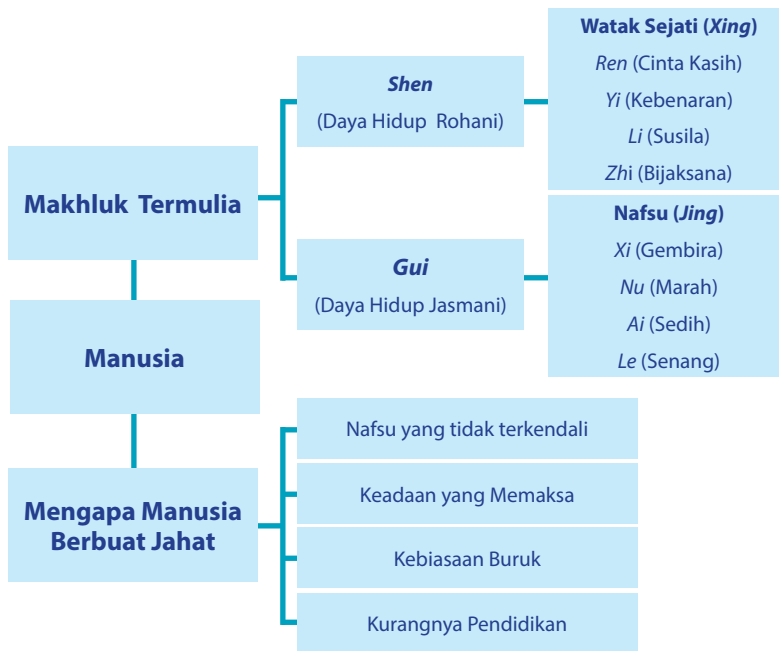 Makhluk Termulia
Shen
(Daya Hidup Rohani)
Watak Sejati (Xing)
Ren (Cinta Kasih)
Yi (Kebenaran)
Li (Susila)
Zhi (Bijaksana)
Gui
(Daya Hidup Jasmani)
Nafsu (Jing)
Xi (Gembira)
Nu (Marah)
Ai (Sedih)
Le (Senang)
Manusia
Mengapa Manusia
Berbuat Jahat
Nafsu yang tidak terkendali
Keadaan yang Memaksa
Kebiasaan Buruk
Kurangnya Pendidikan